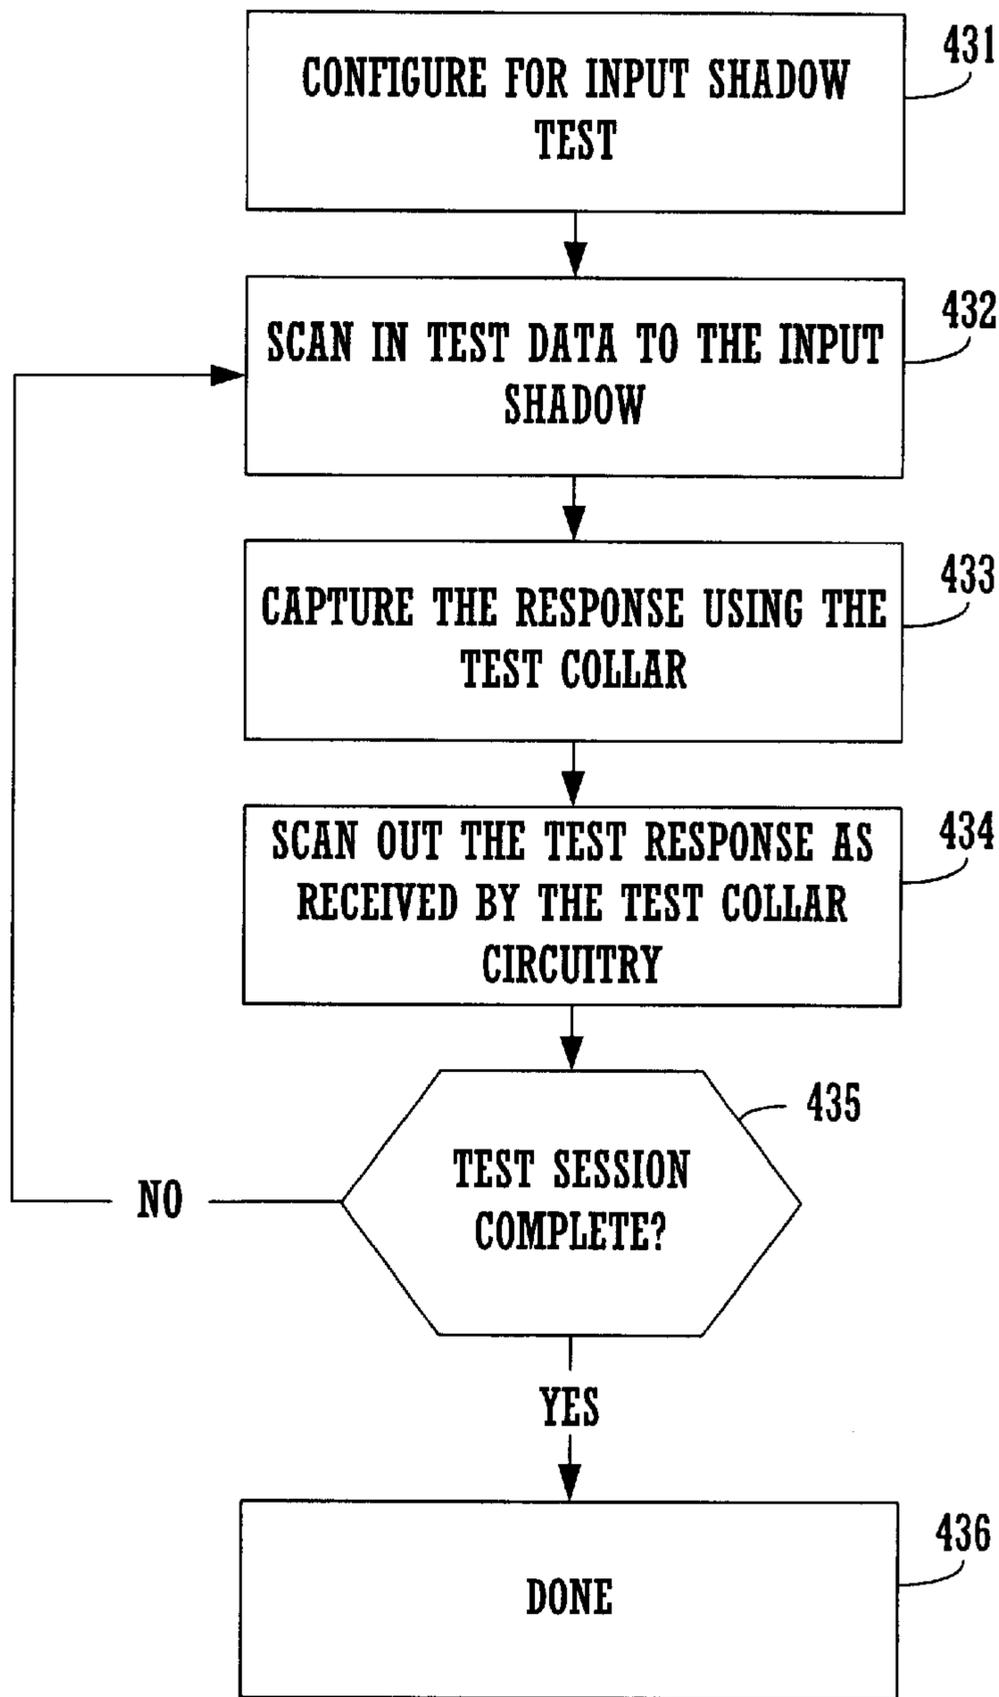 431
CONFIGURE FOR INPUT SHADOW
TEST
432
SCAN IN TEST DATA TO THE INPUT
SHADOW
433
CAPTURE THE RESPONSE USING THE
TEST COLLAR
434
SCAN OUT THE TEST RESPONSE AS
RECEIVED BY THE TEST COLLAR
CIRCUITRY
435
TEST SESSION
COMPLETE?
NO
YES
436
DONE